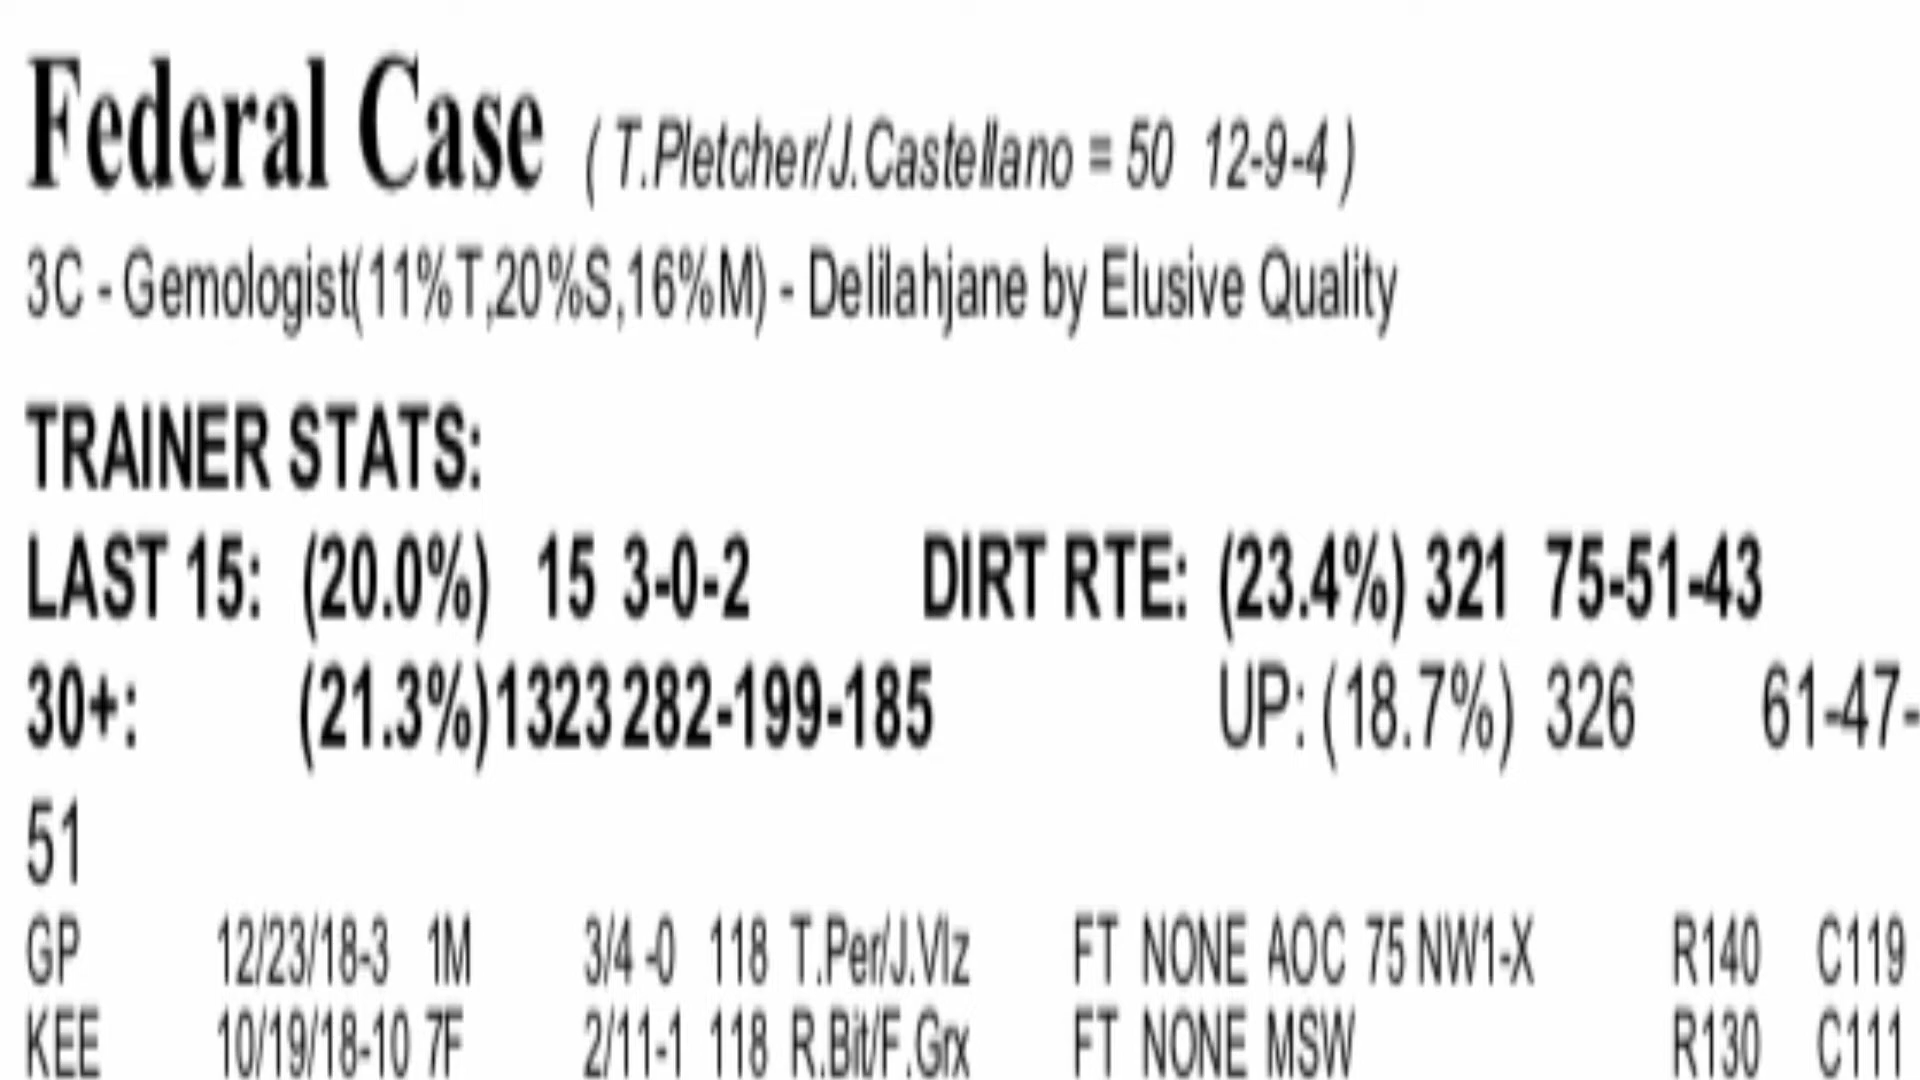 Federal Case ( T.Pletcher/J.Castellano = 50 12-9-4 )
3C - Gemologist(11%T,20%S,16%M) - Delilahjane by Elusive Quality
TRAINER STATS:
LAST 15: (20.0%) 15 3-0-2 DIRT RTE: (23.4%) 321 75-51-43
30+: (21.3%)1323 282-199-185 UP: (18.7%) 326 61-47-
51
GP 12/23/18-3 1M 3/4 -0 118 T.Per/J.Vlz FT NONE AOC 75 NW1-X R140 C119
KEE 10/19/18-10 7F 2/11-1 118 R.Bit/F.Grx FT NONE MSW R130 C111